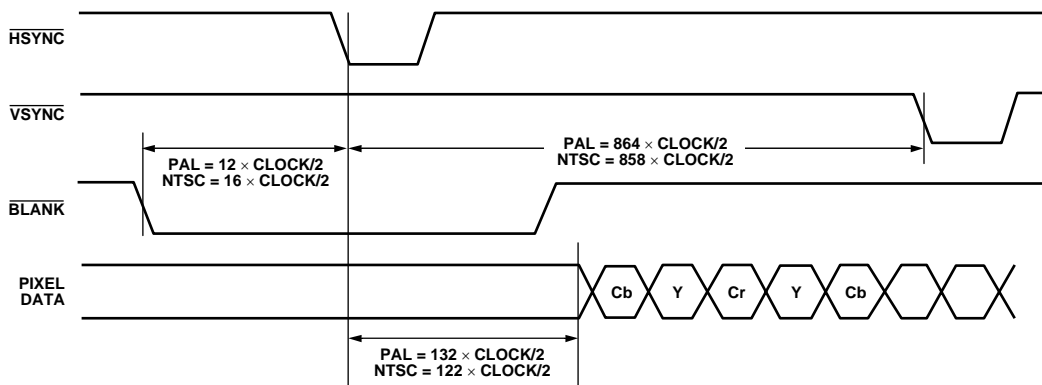 HSYNC
VSYNC
PAL = 12 × CLOCK/2
NTSC = 16 × CLOCK/2
PAL = 864 × CLOCK/2
NTSC = 858 × CLOCK/2
BLANK
PIXEL
DATA
Cb Y Cr Y Cb
PAL = 132 × CLOCK/2
NTSC = 122 × CLOCK/2